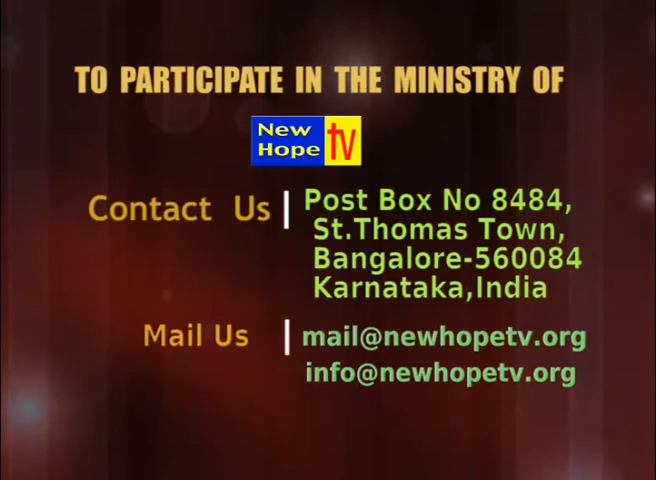 TO PARTICIPATE IN THE MINISTRY OF
New Hope tv
Contact Us | Post Box No 8484,
St.Thomas Town,
Bangalore-560084
Karnataka,India
Mail Us | mail@newhopetv.org
info@newhopetv.org